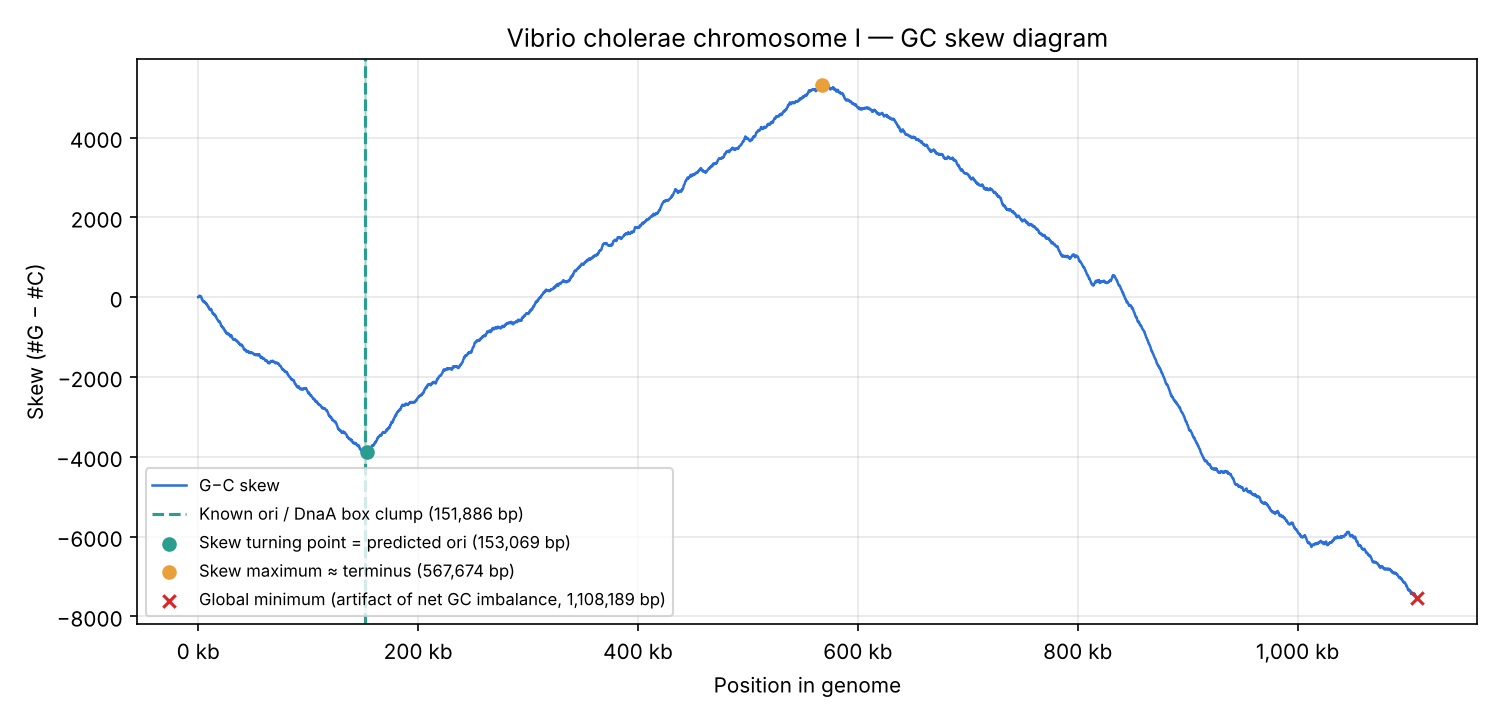 Vibrio cholerae chromosome I — GC skew diagram
Skew (#G − #C)
4000
2000
0
−2000
−4000
−6000
−8000
G−C skew
Known ori / DnaA box clump (151,886 bp)
Skew turning point = predicted ori (153,069 bp)
Skew maximum ≈ terminus (567,674 bp)
Global minimum (artifact of net GC imbalance, 1,108,189 bp)
0 kb
200 kb
400 kb
600 kb
800 kb
1,000 kb
Position in genome